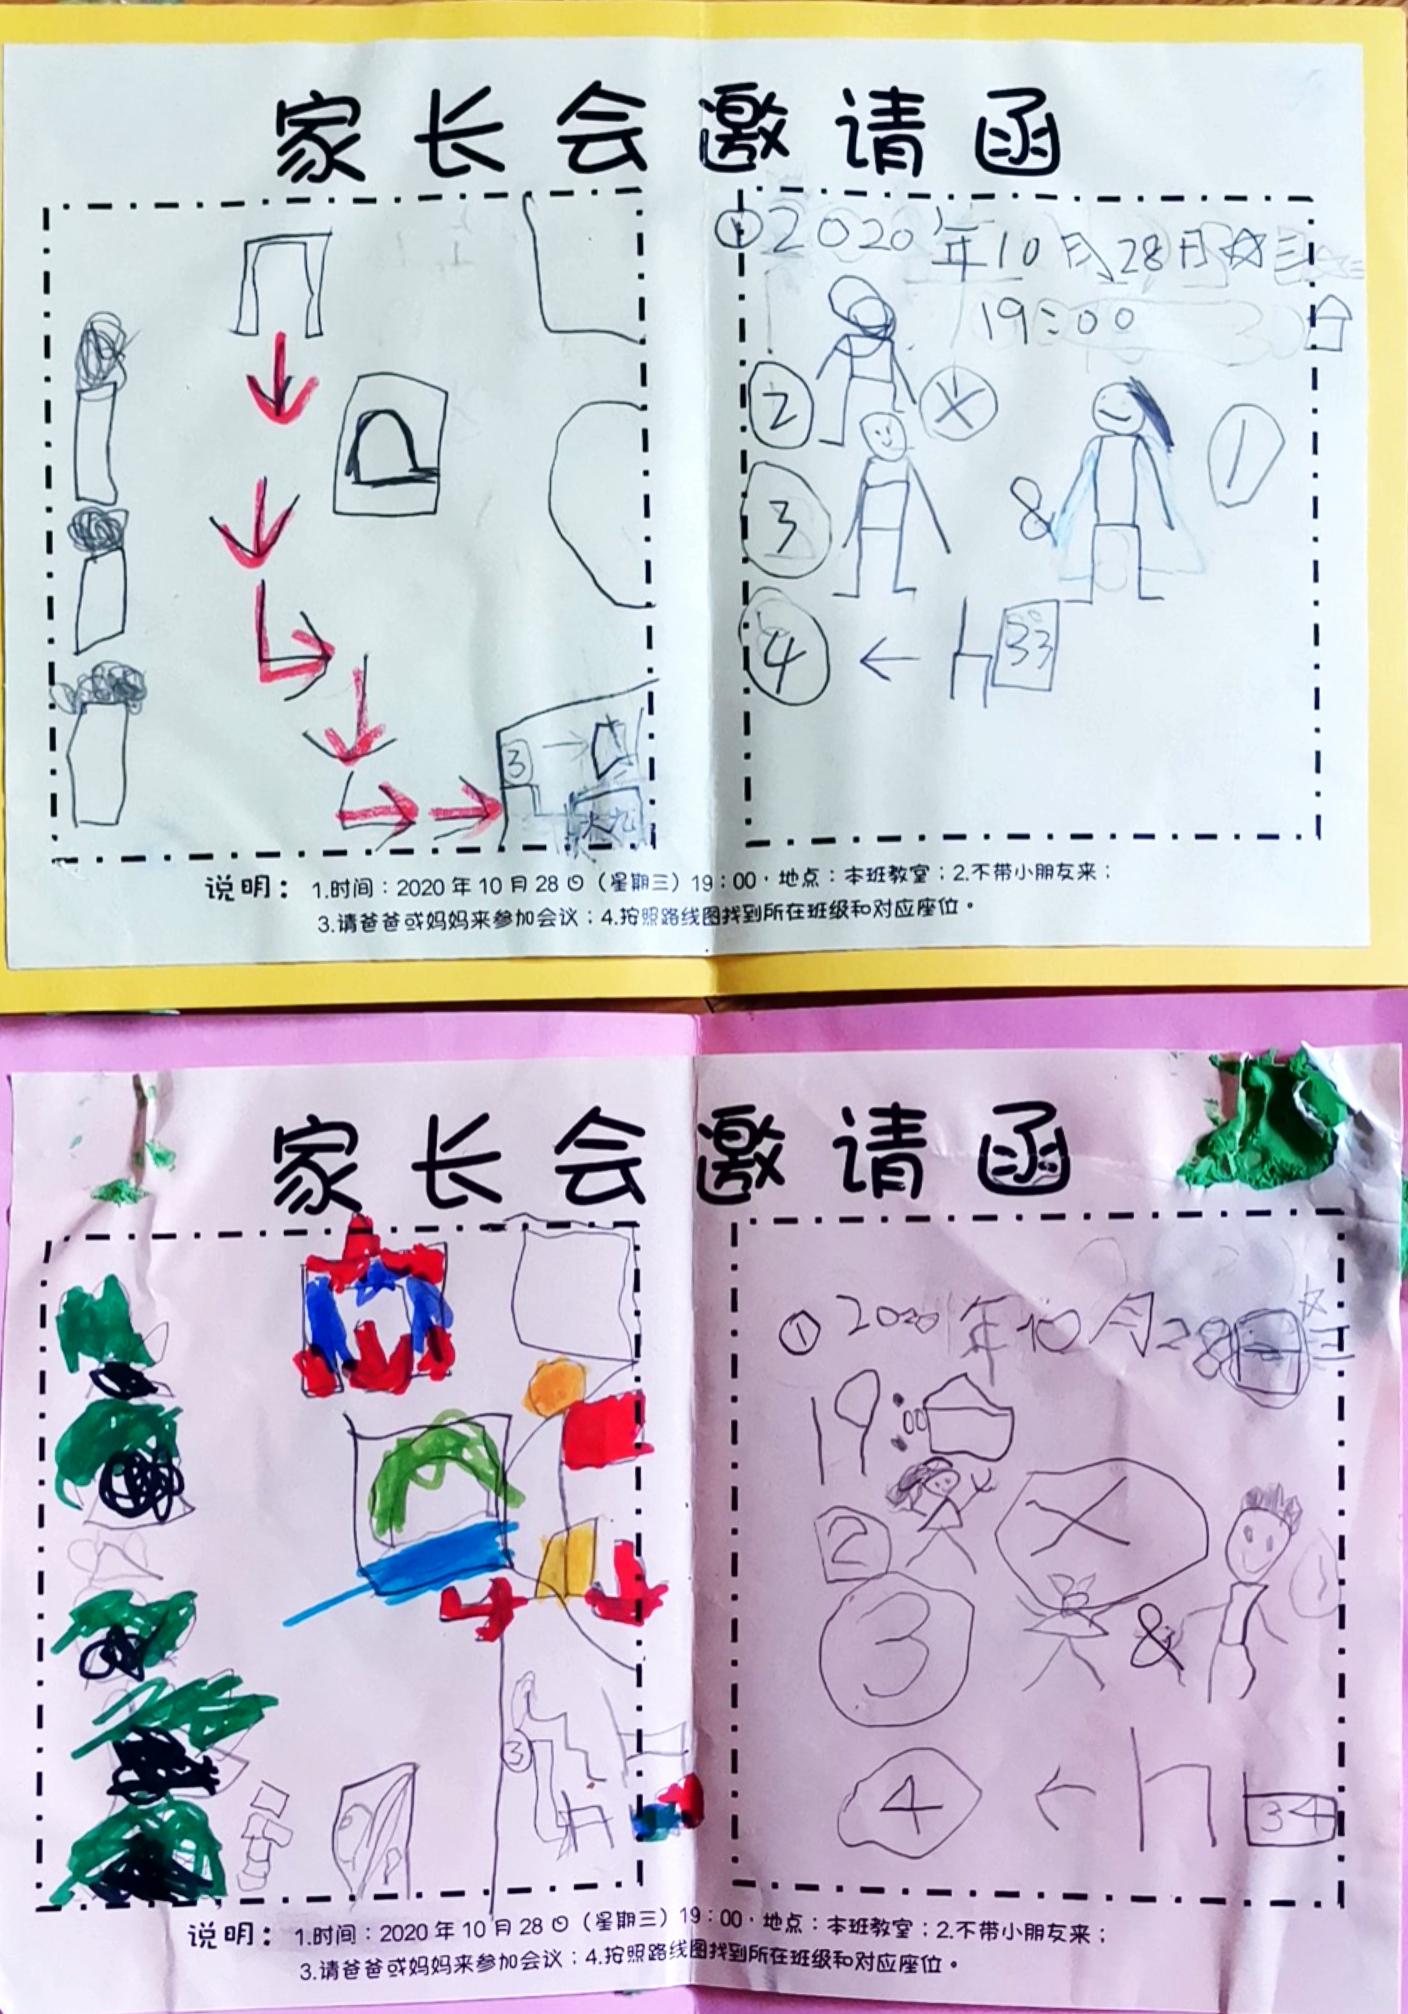 家长会邀请函
3
大九
① 2020年10月28日☆三
19:00
② X
& 1
③
④ ← 33
说明： 1.时间：2020年10月28日（星期三）19：00，地点：本班教室；2.不带小朋友来；
3.请爸爸或妈妈来参加会议；4.按照路线图找到所在班级和对应座位。
家长会邀请函
③
① 2020年10月28日☆三
19:00
2 X
3 & 1
4 ← 34
说明： 1.时间：2020年10月28日（星期三）19：00，地点：本班教室；2.不带小朋友来；
3.请爸爸或妈妈来参加会议；4.按照路线图找到所在班级和对应座位。